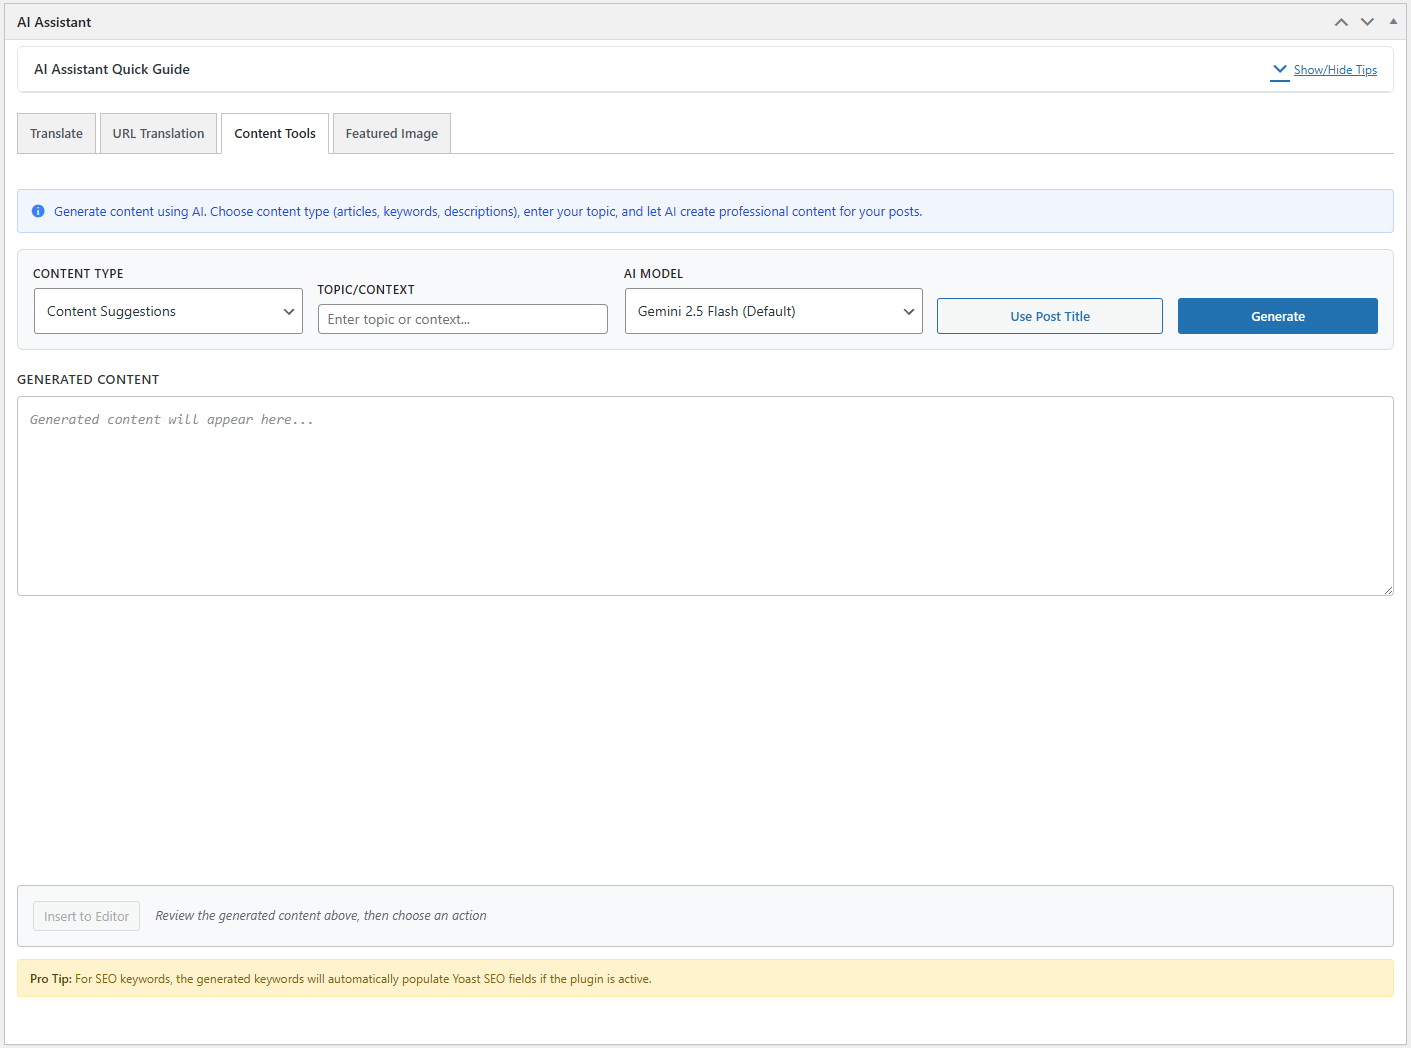 AI Assistant
AI Assistant Quick Guide
Show/Hide Tips
Translate
URL Translation
Content Tools
Featured Image
Generate content using AI. Choose content type (articles, keywords, descriptions), enter your topic, and let AI create professional content for your posts.
CONTENT TYPE
Content Suggestions
TOPIC/CONTEXT
Enter topic or context...
AI MODEL
Gemini 2.5 Flash (Default)
Use Post Title
Generate
GENERATED CONTENT
Generated content will appear here...
Insert to Editor
Review the generated content above, then choose an action
Pro Tip: For SEO keywords, the generated keywords will automatically populate Yoast SEO fields if the plugin is active.